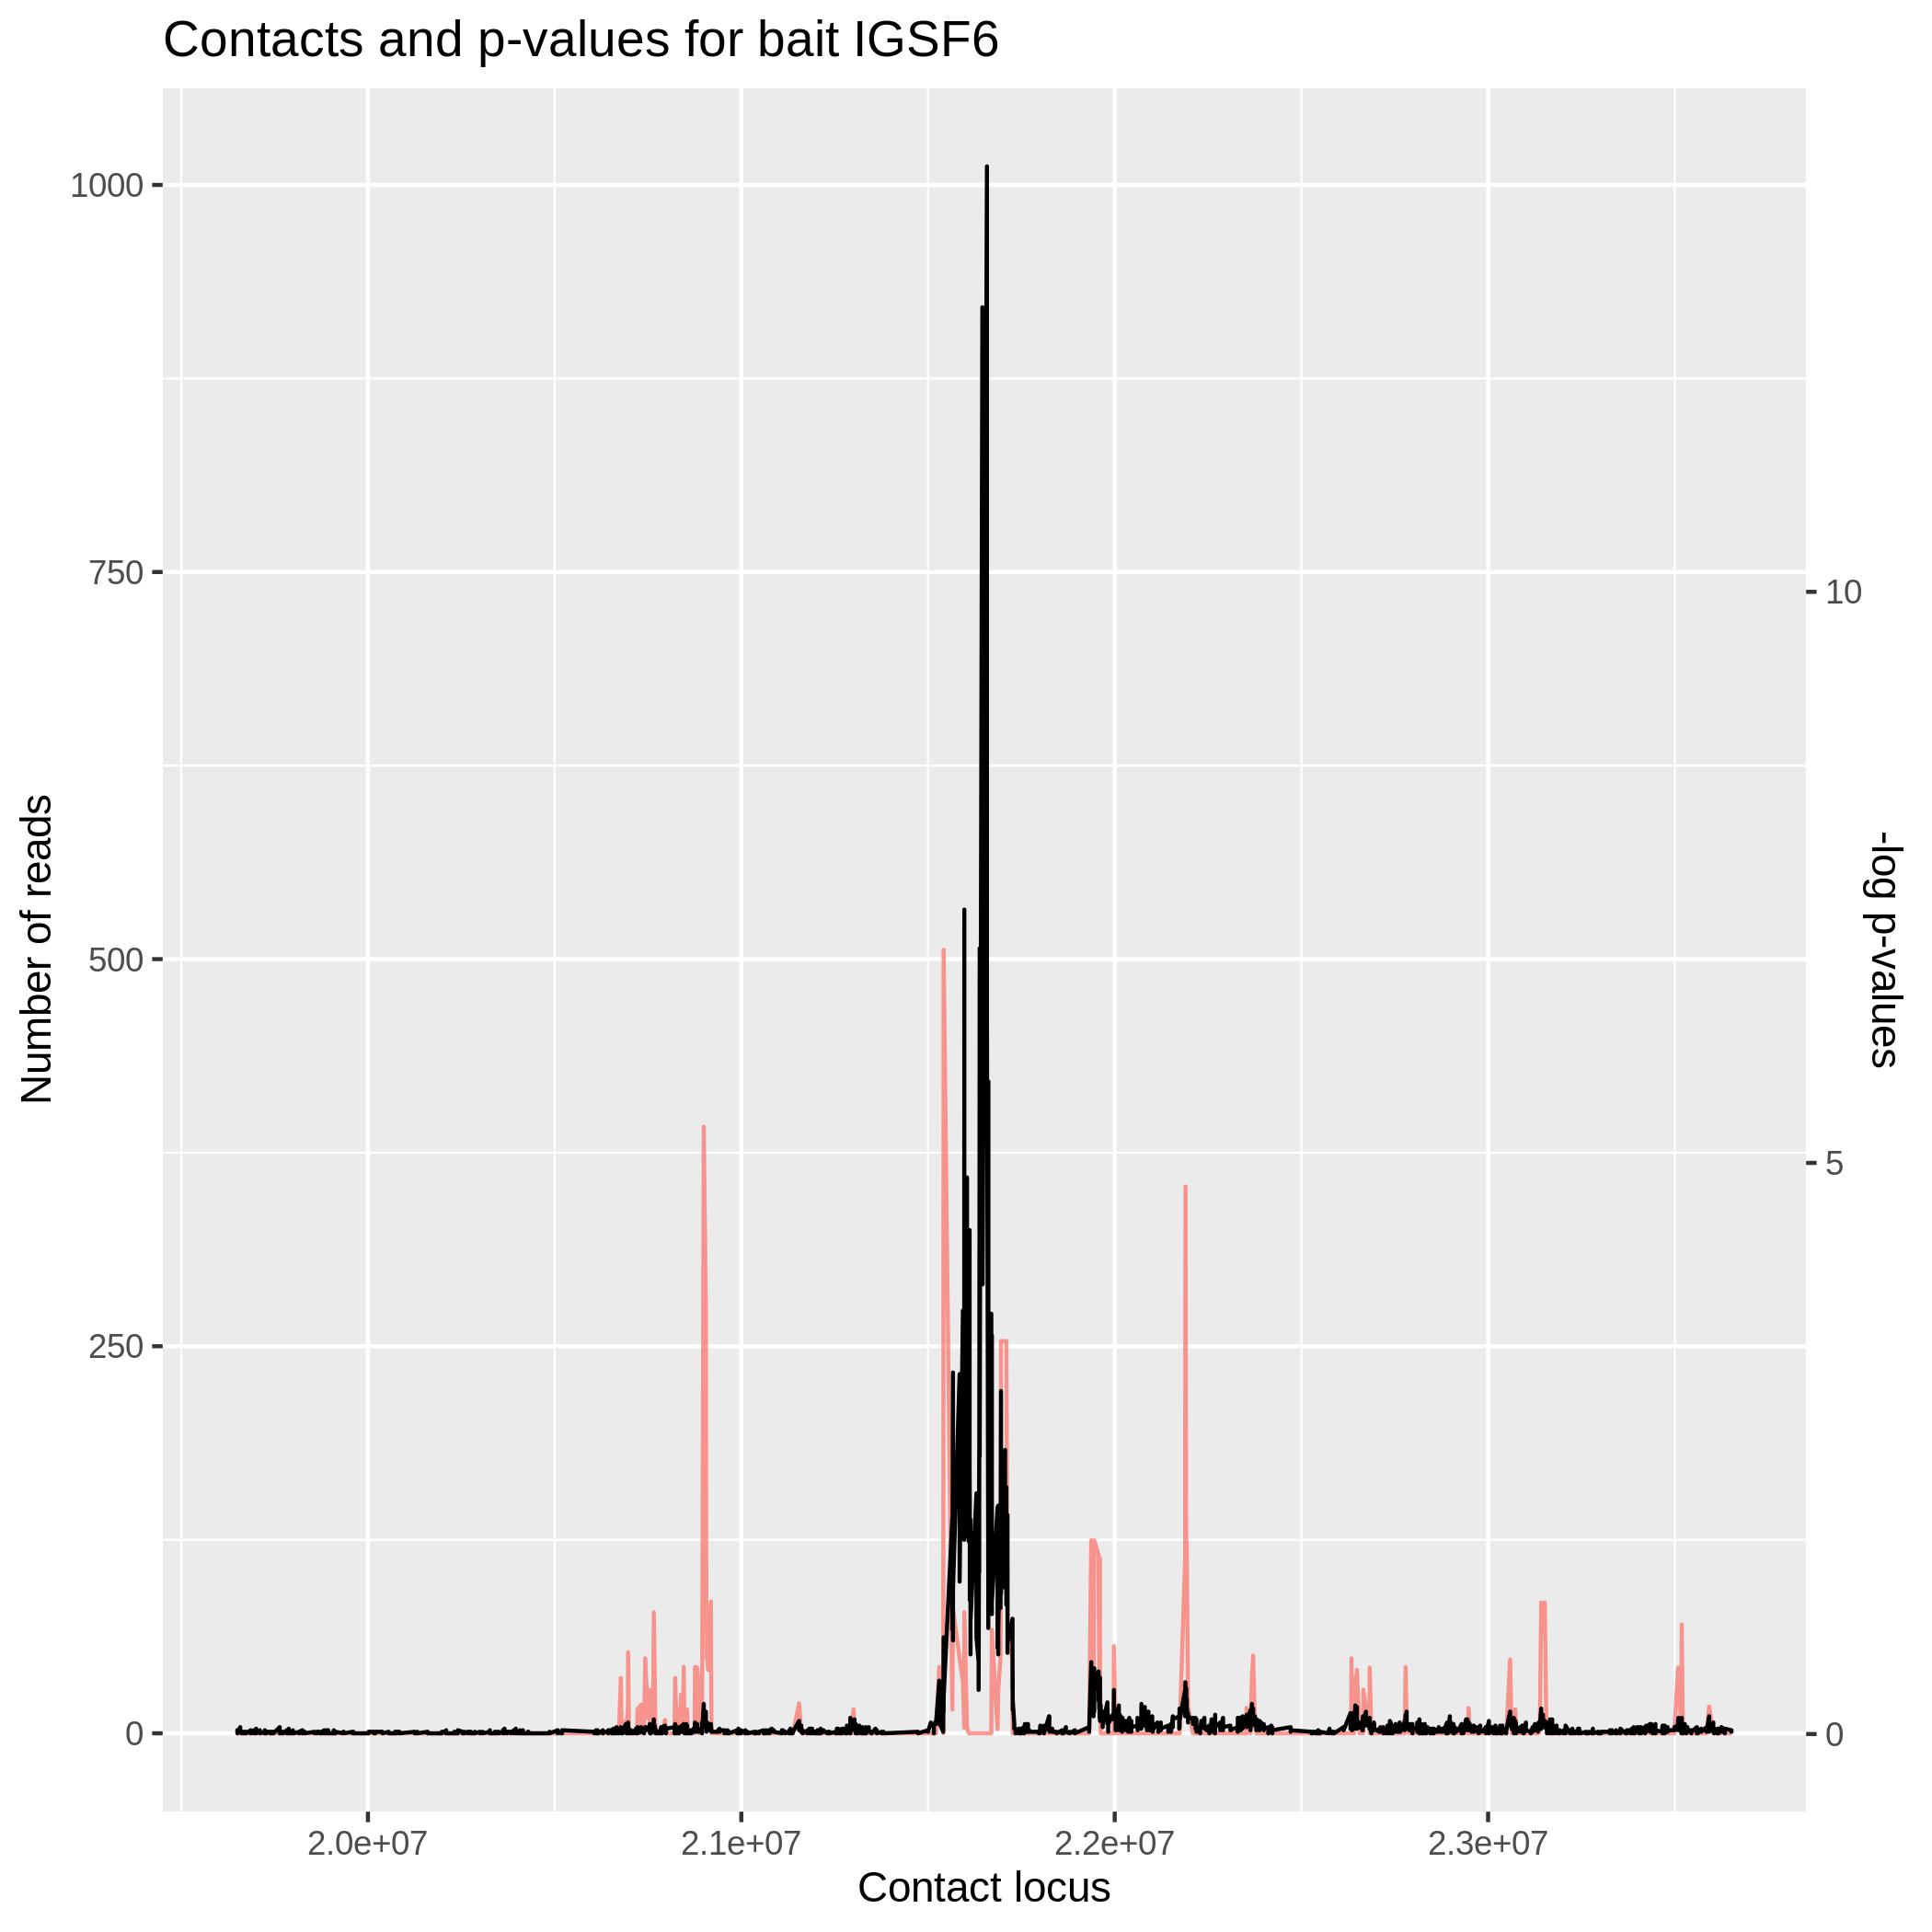 Contacts and p-values for bait IGSF6
1000
750
500
250
0
Number of reads
10
5
0
-log p-values
2.0e+07 2.1e+07 2.2e+07 2.3e+07
Contact locus